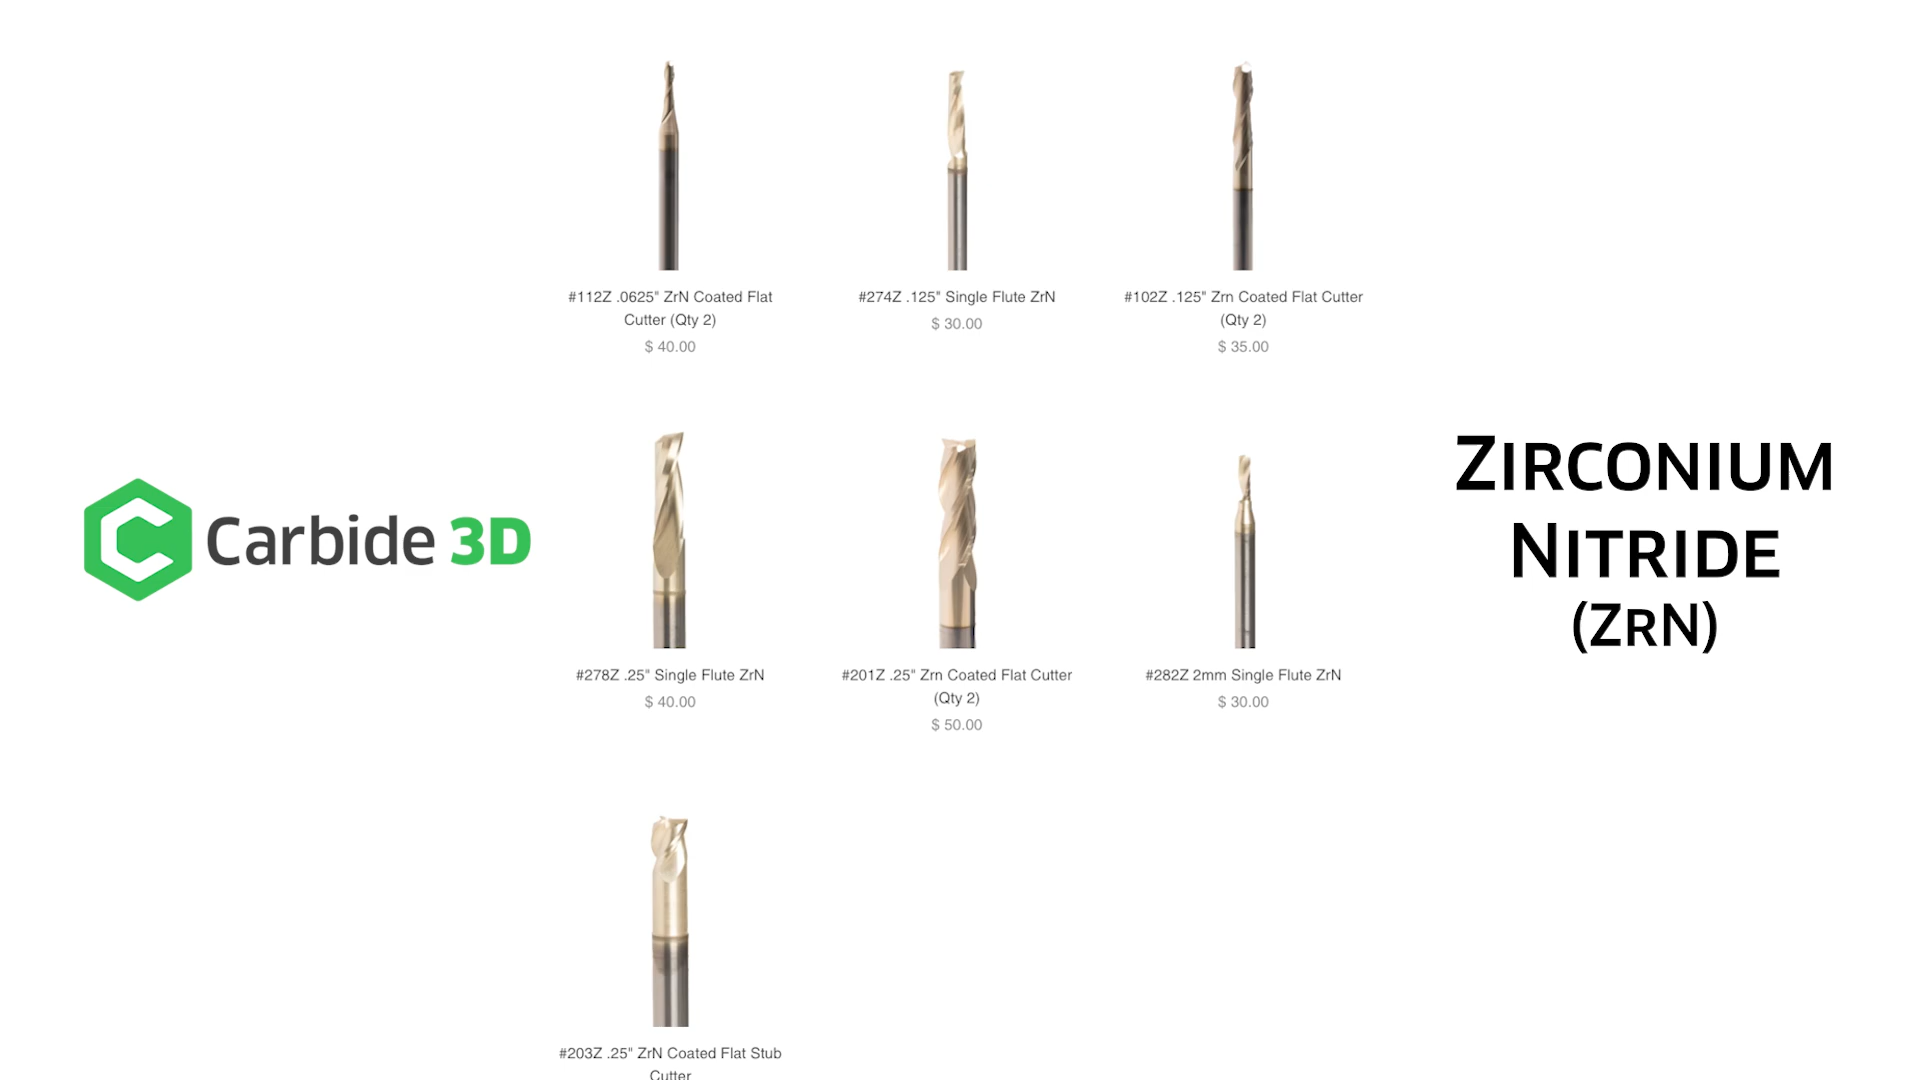 #112Z .0625" ZrN Coated Flat
Cutter (Qty 2)
$ 40.00
#274Z .125" Single Flute ZrN
$ 30.00
#102Z .125" Zrn Coated Flat Cutter
(Qty 2)
$ 35.00
Carbide 3D
#278Z .25" Single Flute ZrN
$ 40.00
#201Z .25" Zrn Coated Flat Cutter
(Qty 2)
$ 50.00
#282Z 2mm Single Flute ZrN
$ 30.00
#203Z .25" ZrN Coated Flat Stub
Cutter
Zirconium
Nitride
(ZrN)